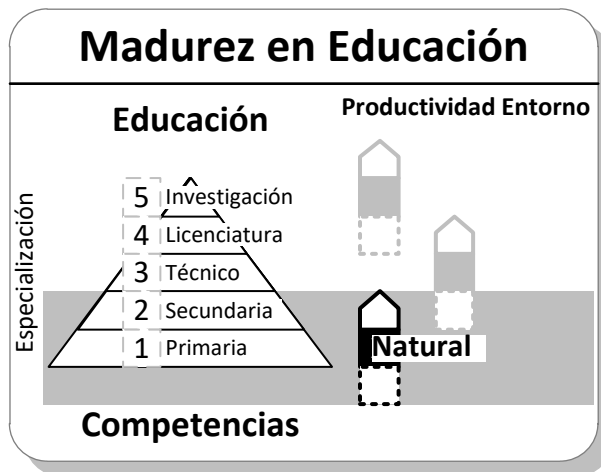 Madurez en Educación
Educación
Productividad Entorno
Especialización
5 Investigación
4 Licenciatura
3 Técnico
2 Secundaria
1 Primaria
Natural
Competencias